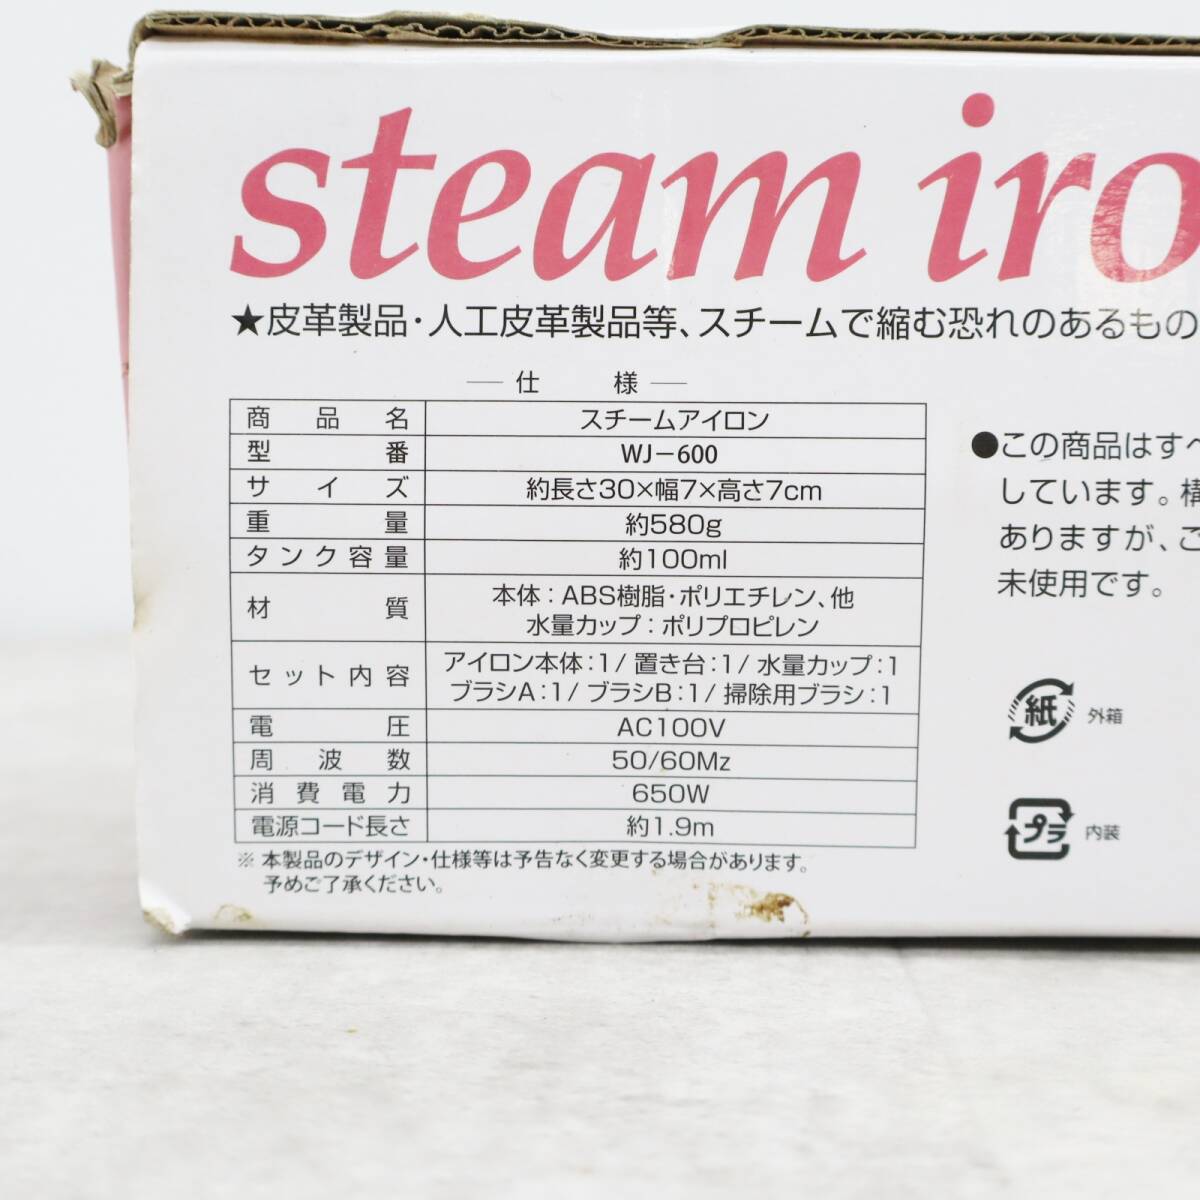 steam iro
★皮革製品・人工皮革製品等、スチームで縮む恐れのあるもの
仕 様
商品名 スチームアイロン
型番 WJ−600
サイズ 約長さ30×幅7×高さ7cm
重量 約580g
タンク容量 約100ml
材質 本体：ABS樹脂・ポリエチレン、他
水量カップ：ポリプロピレン
セット内容 アイロン本体：1/ 置き台：1/ 水量カップ：1
ブラシA：1/ ブラシB：1/ 掃除用ブラシ：1
電圧 AC100V
周波数 50/60Mz
消費電力 650W
電源コード長さ 約1.9m
※ 本製品のデザイン・仕様等は予告なく変更する場合があります。
予めご了承ください。
●この商品はすべ
しています。構
ありますが、ご
未使用です。
紙 外箱
プラ 内装